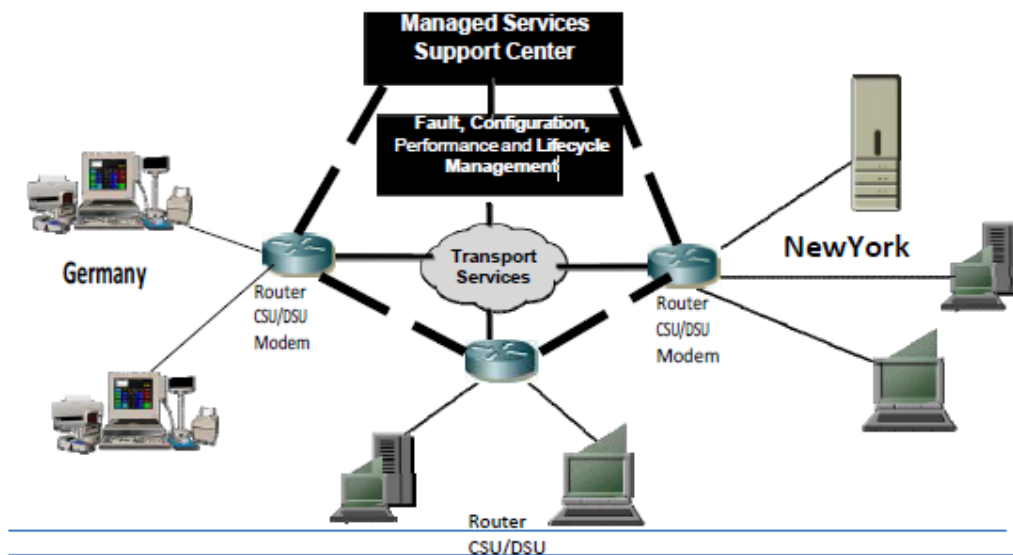 Managed Services
Support Center
Fault, Configuration,
Performance and Lifecycle
Management
Transport
Services
Germany
Router
CSU/DSU
Modem
NewYork
Router
CSU/DSU
Modem
Router
CSU/DSU